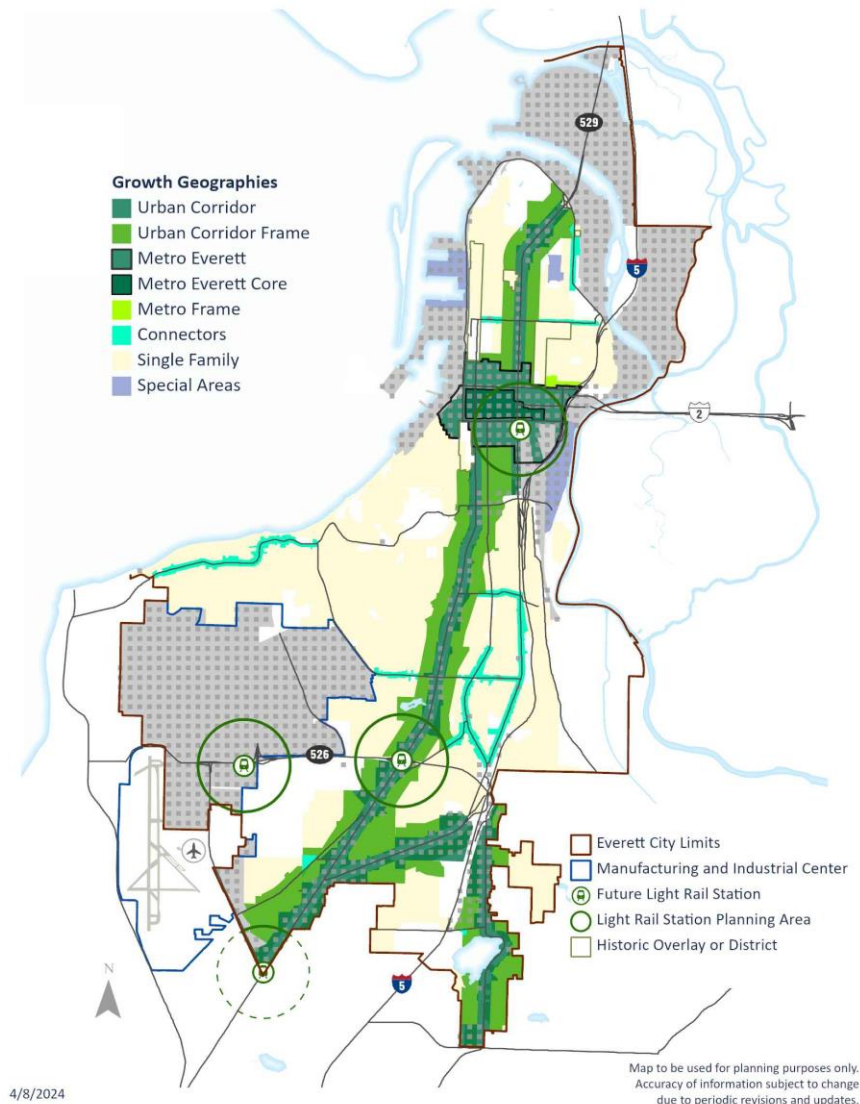 529
Growth Geographies
Urban Corridor
Urban Corridor Frame
Metro Everett
Metro Everett Core
Metro Frame
Connectors
Single Family
Special Areas
5
2
526
Everett City Limits
Manufacturing and Industrial Center
Future Light Rail Station
Light Rail Station Planning Area
Historic Overlay or District
N
5
4/8/2024
Map to be used for planning purposes only.
Accuracy of information subject to change
due to periodic revisions and updates.